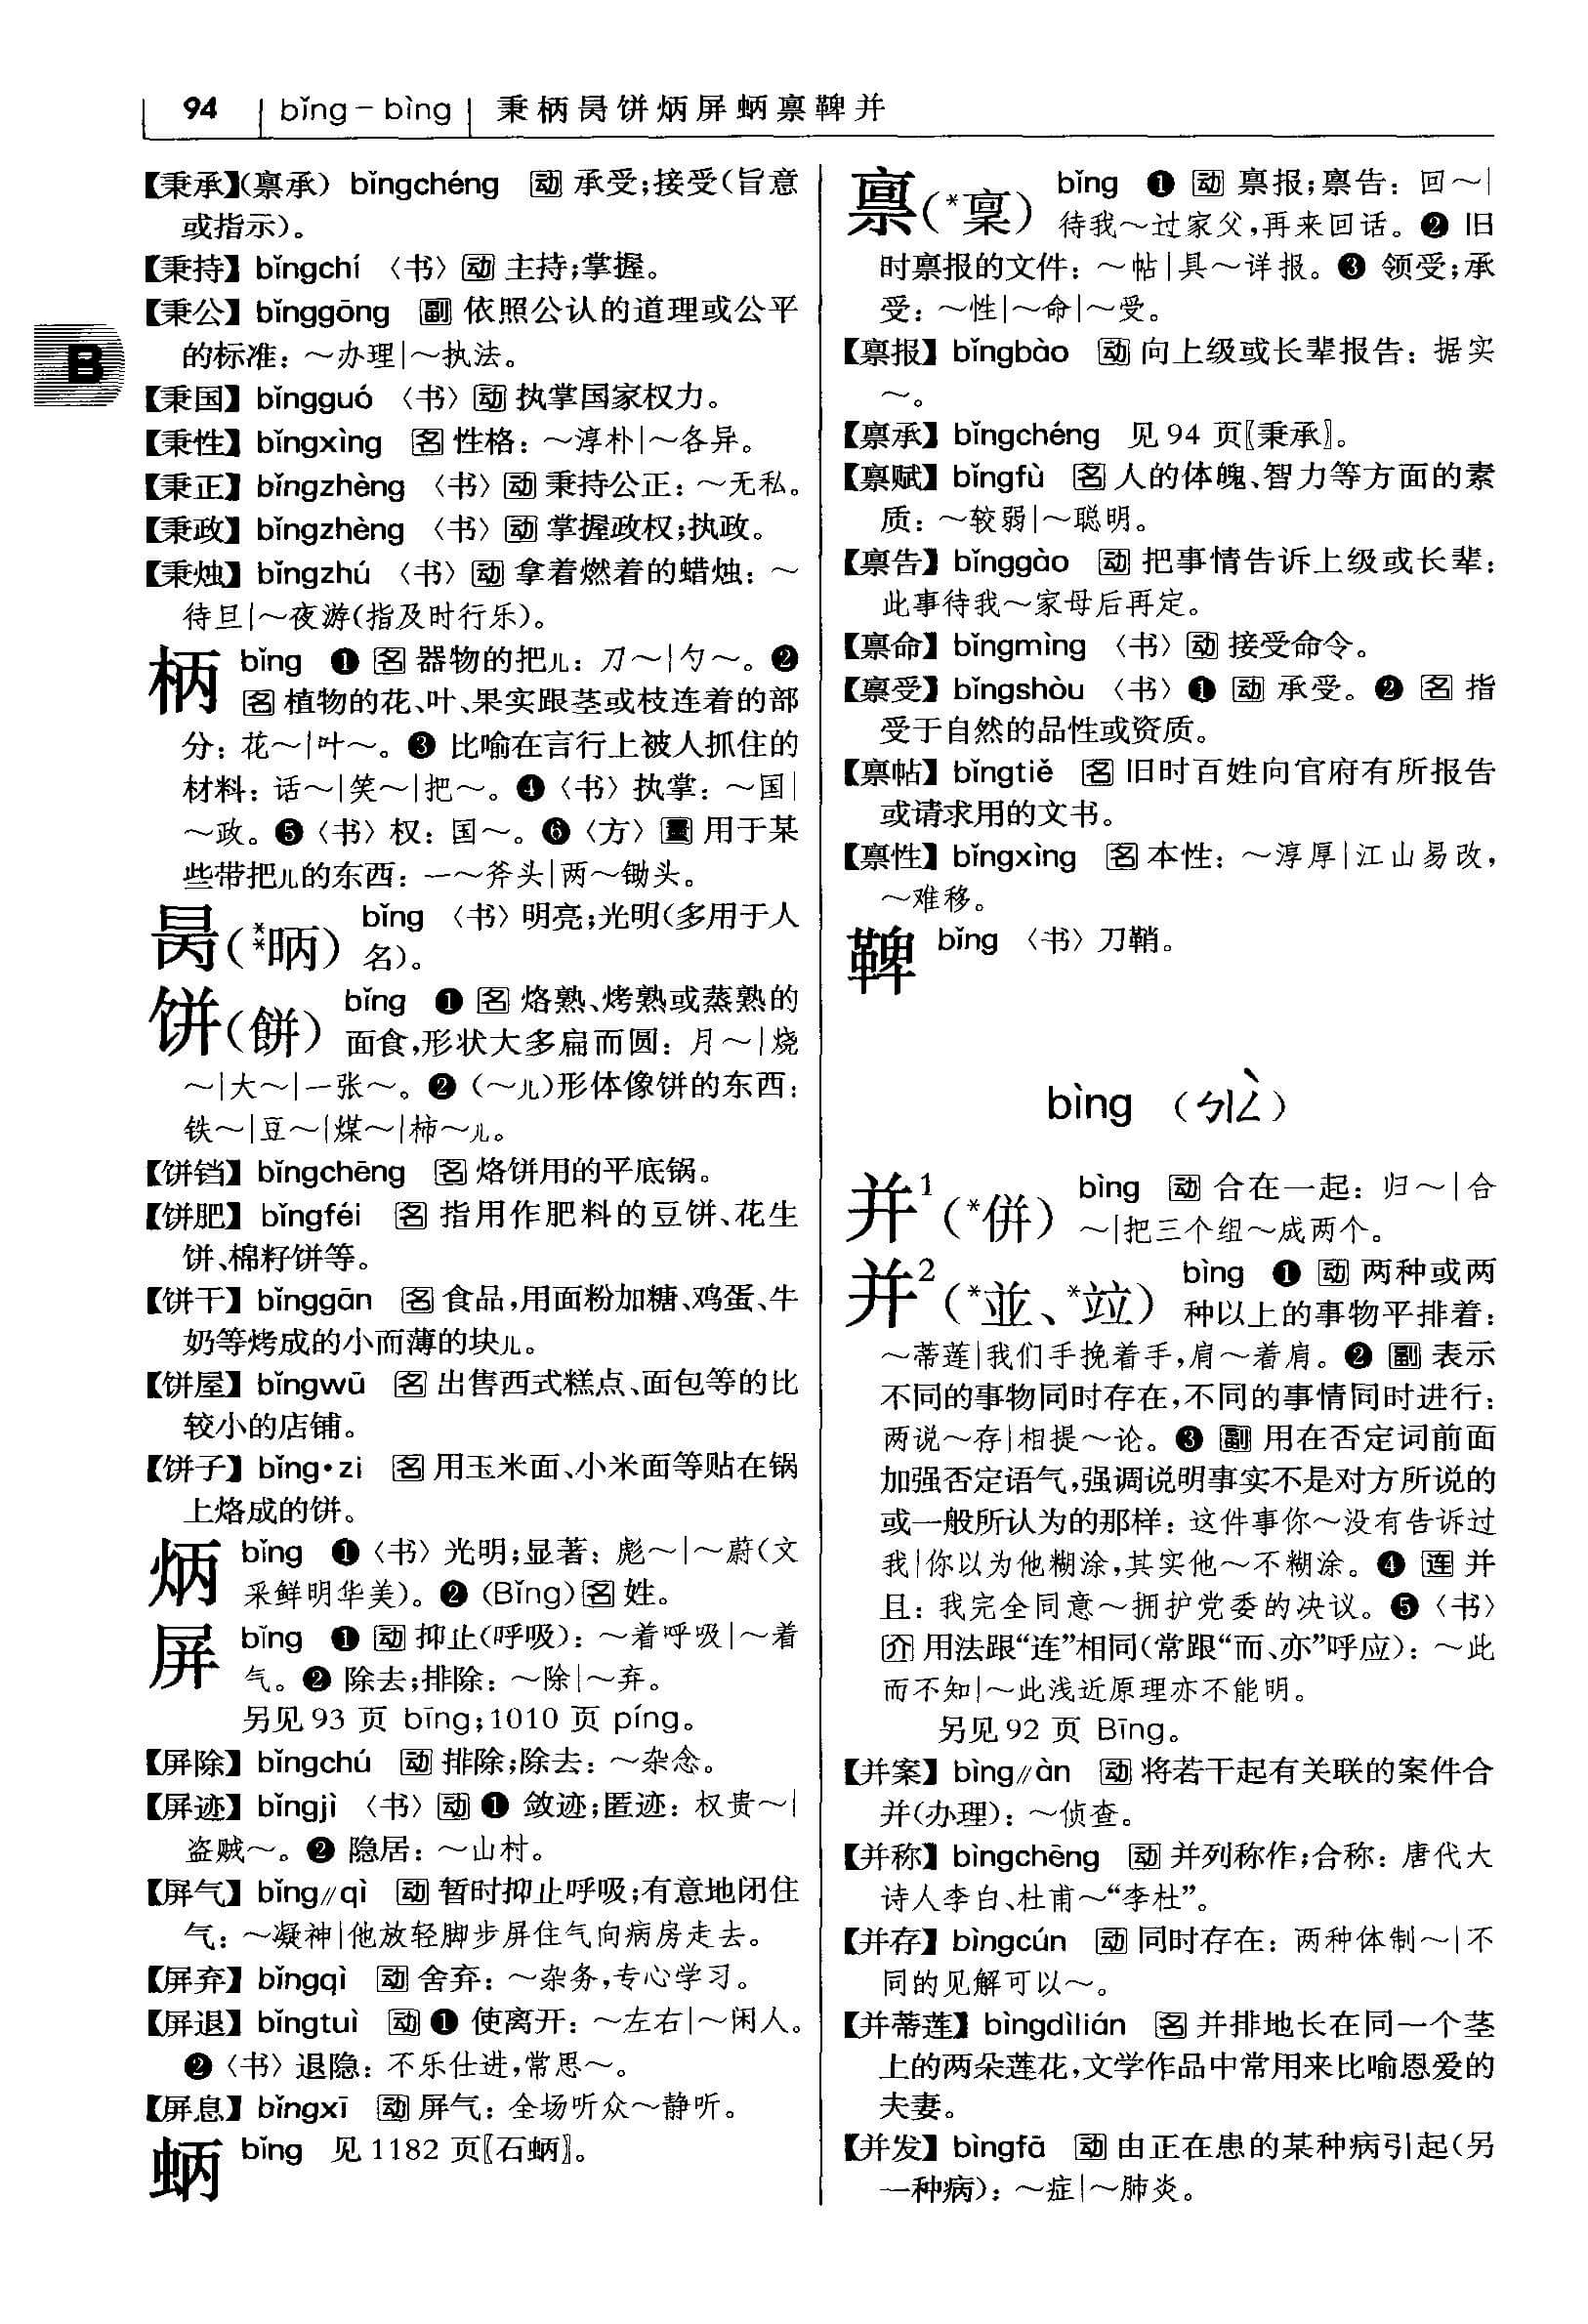 94 bǐng－bìng 秉柄昺饼炳屏蛃禀鞞并
B
【秉承】(禀承) bǐngchéng 动 承受;接受(旨意
或指示)。
【秉持】bǐngchí 〈书〉动 主持;掌握。
【秉公】bǐnggōng 副 依照公认的道理或公平
的标准：～办理|～执法。
【秉国】bǐngguó 〈书〉动 执掌国家权力。
【秉性】bǐngxìng 名 性格：～淳朴|～各异。
【秉正】bǐngzhèng 〈书〉动 秉持公正：～无私。
【秉政】bǐngzhèng 〈书〉动 掌握政权;执政。
【秉烛】bǐngzhú 〈书〉动 拿着燃着的蜡烛：～
待旦|～夜游(指及时行乐)。
柄 bǐng ❶ 名 器物的把儿：刀～|勺～。❷
名 植物的花、叶、果实跟茎或枝连着的部
分：花～|叶～。❸ 比喻在言行上被人抓住的
材料：话～|笑～|把～。❹〈书〉执掌：～国|
～政。❺〈书〉权：国～。❻〈方〉量 用于某
些带把儿的东西：一～斧头|两～锄头。
昺(**昞) bǐng 〈书〉明亮;光明(多用于人
名)。
饼(餅) bǐng ❶ 名 烙熟、烤熟或蒸熟的
面食,形状大多扁而圆：月～|烧
～|大～|一张～。❷ (～儿)形体像饼的东西：
铁～|豆～|煤～|柿～儿。
【饼铛】bǐngchēng 名 烙饼用的平底锅。
【饼肥】bǐngféi 名 指用作肥料的豆饼、花生
饼、棉籽饼等。
【饼干】bǐnggān 名 食品,用面粉加糖、鸡蛋、牛
奶等烤成的小而薄的块儿。
【饼屋】bǐngwū 名 出售西式糕点、面包等的比
较小的店铺。
【饼子】bǐng·zi 名 用玉米面、小米面等贴在锅
上烙成的饼。
炳 bǐng ❶〈书〉光明;显著：彪～|～蔚(文
采鲜明华美)。❷ (Bǐng)名 姓。
屏 bǐng ❶ 动 抑止(呼吸)：～着呼吸|～着
气。❷ 除去;排除：～除|～弃。
另见93 页 bīng;1010 页 píng。
【屏除】bǐngchú 动 排除;除去：～杂念。
【屏迹】bǐngjì 〈书〉动 ❶ 敛迹;匿迹：权贵～|
盗贼～。❷ 隐居：～山村。
【屏气】bǐng//qì 动 暂时抑止呼吸;有意地闭住
气：～凝神|他放轻脚步屏住气向病房走去。
【屏弃】bǐngqì 动 舍弃：～杂务,专心学习。
【屏退】bǐngtuì 动 ❶ 使离开：～左右|～闲人。
❷〈书〉退隐：不乐仕进,常思～。
【屏息】bǐngxī 动 屏气：全场听众～静听。
蛃 bǐng 见 1182 页〖石蛃〗。
禀(*稟) bǐng ❶ 动 禀报;禀告：回～|
待我～过家父,再来回话。❷ 旧
时禀报的文件：～帖|具～详报。❸ 领受;承
受：～性|～命|～受。
【禀报】bǐngbào 动 向上级或长辈报告：据实
～。
【禀承】bǐngchéng 见 94 页〖秉承〗。
【禀赋】bǐngfù 名 人的体魄、智力等方面的素
质：～较弱|～聪明。
【禀告】bǐnggào 动 把事情告诉上级或长辈：
此事待我～家母后再定。
【禀命】bǐngmìng 〈书〉动 接受命令。
【禀受】bǐngshòu 〈书〉❶ 动 承受。❷ 名 指
受于自然的品性或资质。
【禀帖】bǐngtiě 名 旧时百姓向官府有所报告
或请求用的文书。
【禀性】bǐngxìng 名 本性：～淳厚|江山易改,
～难移。
鞞 bǐng 〈书〉刀鞘。
bìng （ㄅㄧㄥˋ）
并¹(*併) bìng 动 合在一起：归～|合
～|把三个组～成两个。
并²(*並、*竝) bìng ❶ 动 两种或两
种以上的事物平排着：
～蒂莲|我们手挽着手,肩～着肩。❷ 副 表示
不同的事物同时存在,不同的事情同时进行：
两说～存|相提～论。❸ 副 用在否定词前面
加强否定语气,强调说明事实不是对方所说的
或一般所认为的那样：这件事你～没有告诉过
我|你以为他糊涂,其实他～不糊涂。❹ 连 并
且：我完全同意～拥护党委的决议。❺〈书〉
介 用法跟“连”相同(常跟“而、亦”呼应)：～此
而不知|～此浅近原理亦不能明。
另见92 页 Bīng。
【并案】bìng//àn 动 将若干起有关联的案件合
并(办理)：～侦查。
【并称】bìngchēng 动 并列称作;合称：唐代大
诗人李白、杜甫～“李杜”。
【并存】bìngcún 动 同时存在：两种体制～|不
同的见解可以～。
【并蒂莲】bìngdìlián 名 并排地长在同一个茎
上的两朵莲花,文学作品中常用来比喻恩爱的
夫妻。
【并发】bìngfā 动 由正在患的某种病引起(另
一种病)：～症|～肺炎。